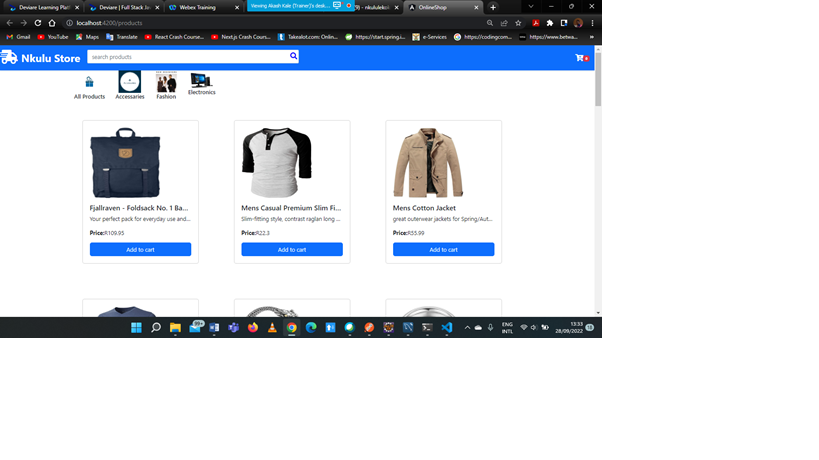 Deviare Learning Platf
Deviare | Full Stack Ja
Webex Training
Viewing Akash Kale (Trainer)'s desk...
(9) - nkululeko
OnlineShop
localhost:4200/products
Gmail
YouTube
Maps
Translate
React Crash Course...
Next.js Crash Cours...
Takealot.com: Onlin...
https://start.spring.i...
e-Services
https://codingcom...
https://www.betwa...
»
Nkulu Store
search products
0
All Products
Accessaries
Fashion
Electronics
Fjallraven - Foldsack No. 1 Ba...
Your perfect pack for everyday use and...
Price:R109.95
Add to cart
Mens Casual Premium Slim Fi...
Slim-fitting style, contrast raglan long ...
Price:R22.3
Add to cart
Mens Cotton Jacket
great outerwear jackets for Spring/Aut...
Price:R55.99
Add to cart
99+
ENG
INTL
13:33
28/09/2022